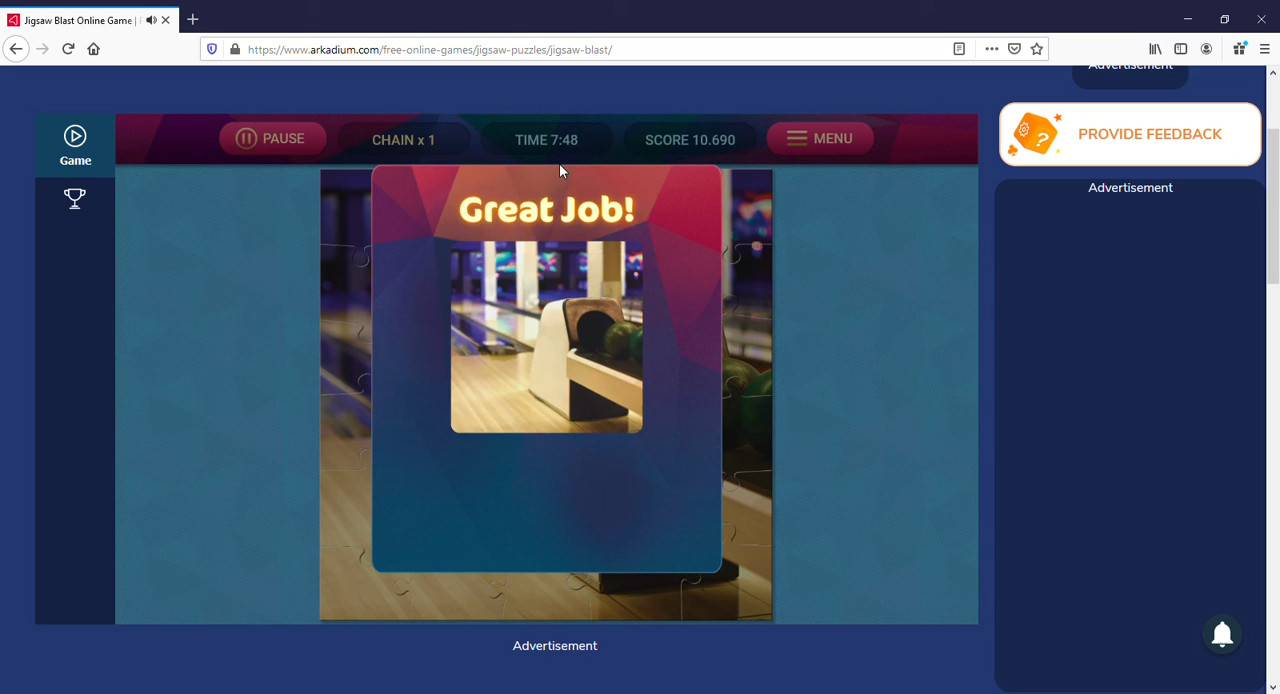 Jigsaw Blast Online Game |
https://www.arkadium.com/free-online-games/jigsaw-puzzles/jigsaw-blast/
Advertisement
Game
PAUSE
CHAIN x 1
TIME 7:48
SCORE 10.690
MENU
PROVIDE FEEDBACK
Advertisement
Great Job!
Advertisement